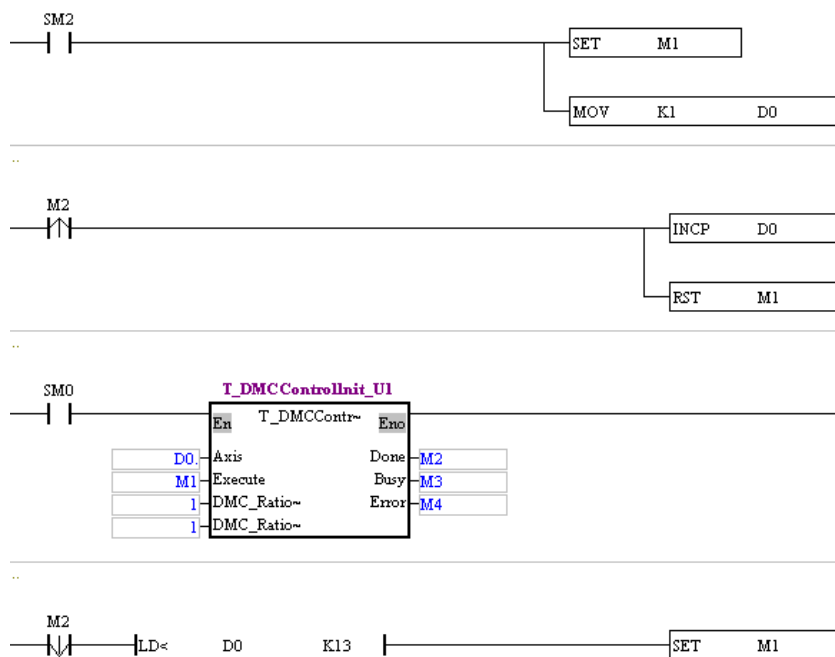 SM2
SET M1
MOV K1 D0
..
M2
INCP D0
RST M1
..
SM0
T_DMCControlInit_U1
En T_DMCContr~ Eno
D0. Axis Done M2
M1 Execute Busy M3
1 DMC_Ratio~ Error M4
1 DMC_Ratio~
..
M2
LD< D0 K13 SET M1